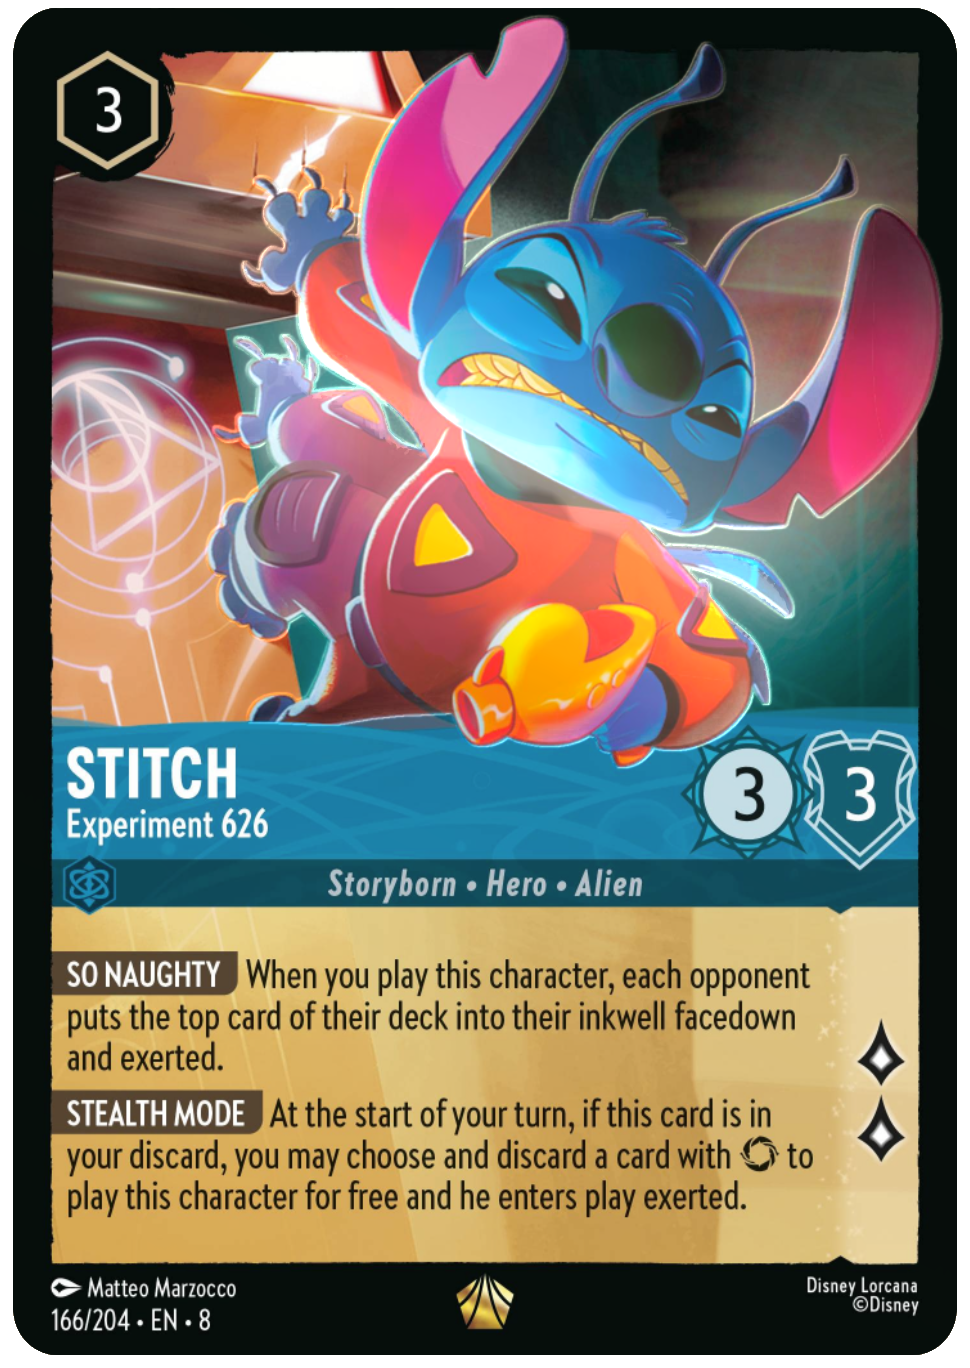 3
STITCH
Experiment 626
3
3
Storyborn • Hero • Alien
SO NAUGHTY When you play this character, each opponent
puts the top card of their deck into their inkwell facedown
and exerted.
STEALTH MODE At the start of your turn, if this card is in
your discard, you may choose and discard a card with to
play this character for free and he enters play exerted.
Matteo Marzocco
166/204 • EN • 8
Disney Lorcana
©Disney